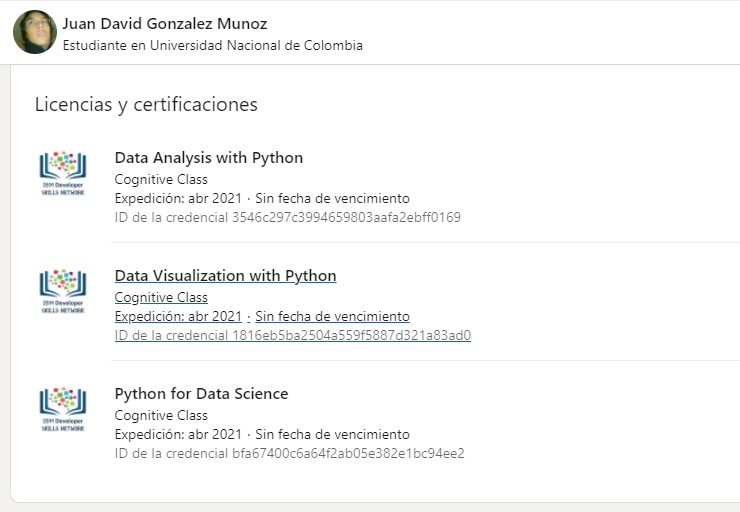 Juan David Gonzalez Munoz
Estudiante en Universidad Nacional de Colombia
Licencias y certificaciones
IBM Developer
SKILLS NETWORK
Data Analysis with Python
Cognitive Class
Expedición: abr 2021 · Sin fecha de vencimiento
ID de la credencial 3546c297c3994659803aafa2ebff0169
IBM Developer
SKILLS NETWORK
Data Visualization with Python
Cognitive Class
Expedición: abr 2021 · Sin fecha de vencimiento
ID de la credencial 1816eb5ba2504a559f5887d321a83ad0
IBM Developer
SKILLS NETWORK
Python for Data Science
Cognitive Class
Expedición: abr 2021 · Sin fecha de vencimiento
ID de la credencial bfa67400c6a64f2ab05e382e1bc94ee2